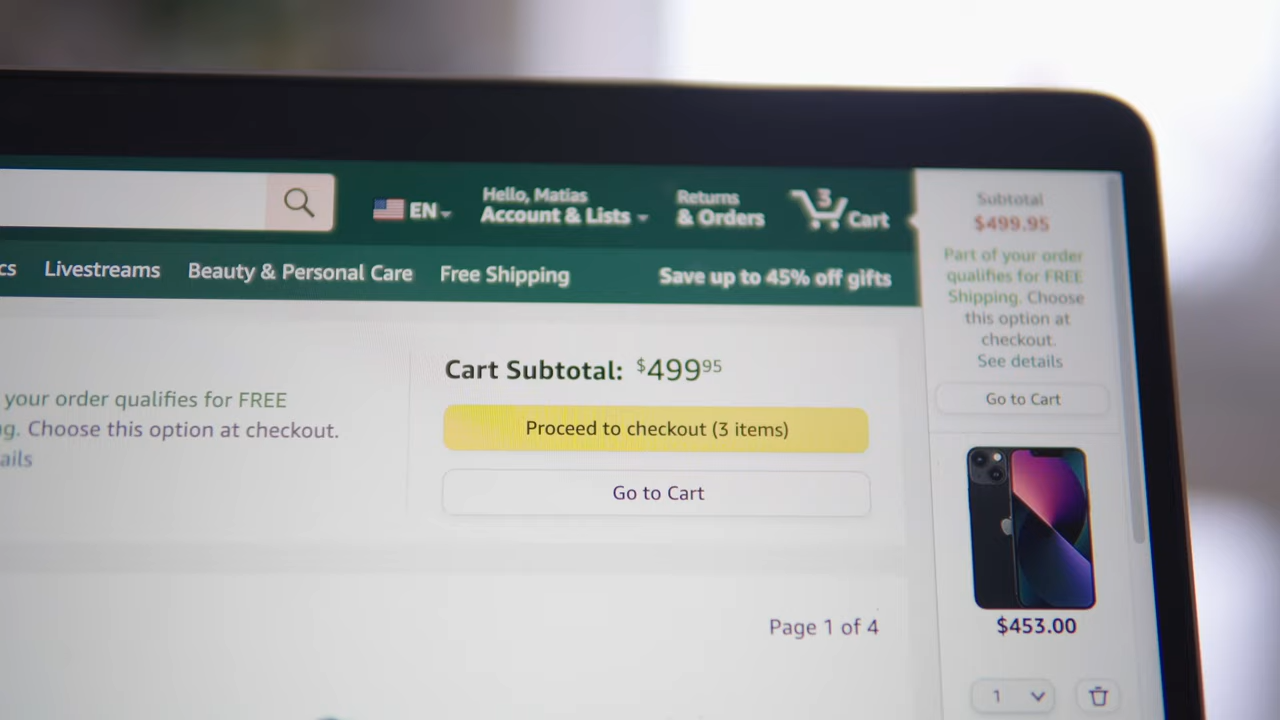 EN
Hello, Matias
Account & Lists
Returns
& Orders
3
Cart
cs
Livestreams
Beauty & Personal Care
Free Shipping
Save up to 45% off gifts
your order qualifies for FREE
g. Choose this option at checkout.
ails
Cart Subtotal: $49995
Proceed to checkout (3 items)
Go to Cart
Page 1 of 4
Subtotal
$499.95
Part of your order
qualifies for FREE
Shipping. Choose
this option at
checkout.
See details
Go to Cart
$453.00
1